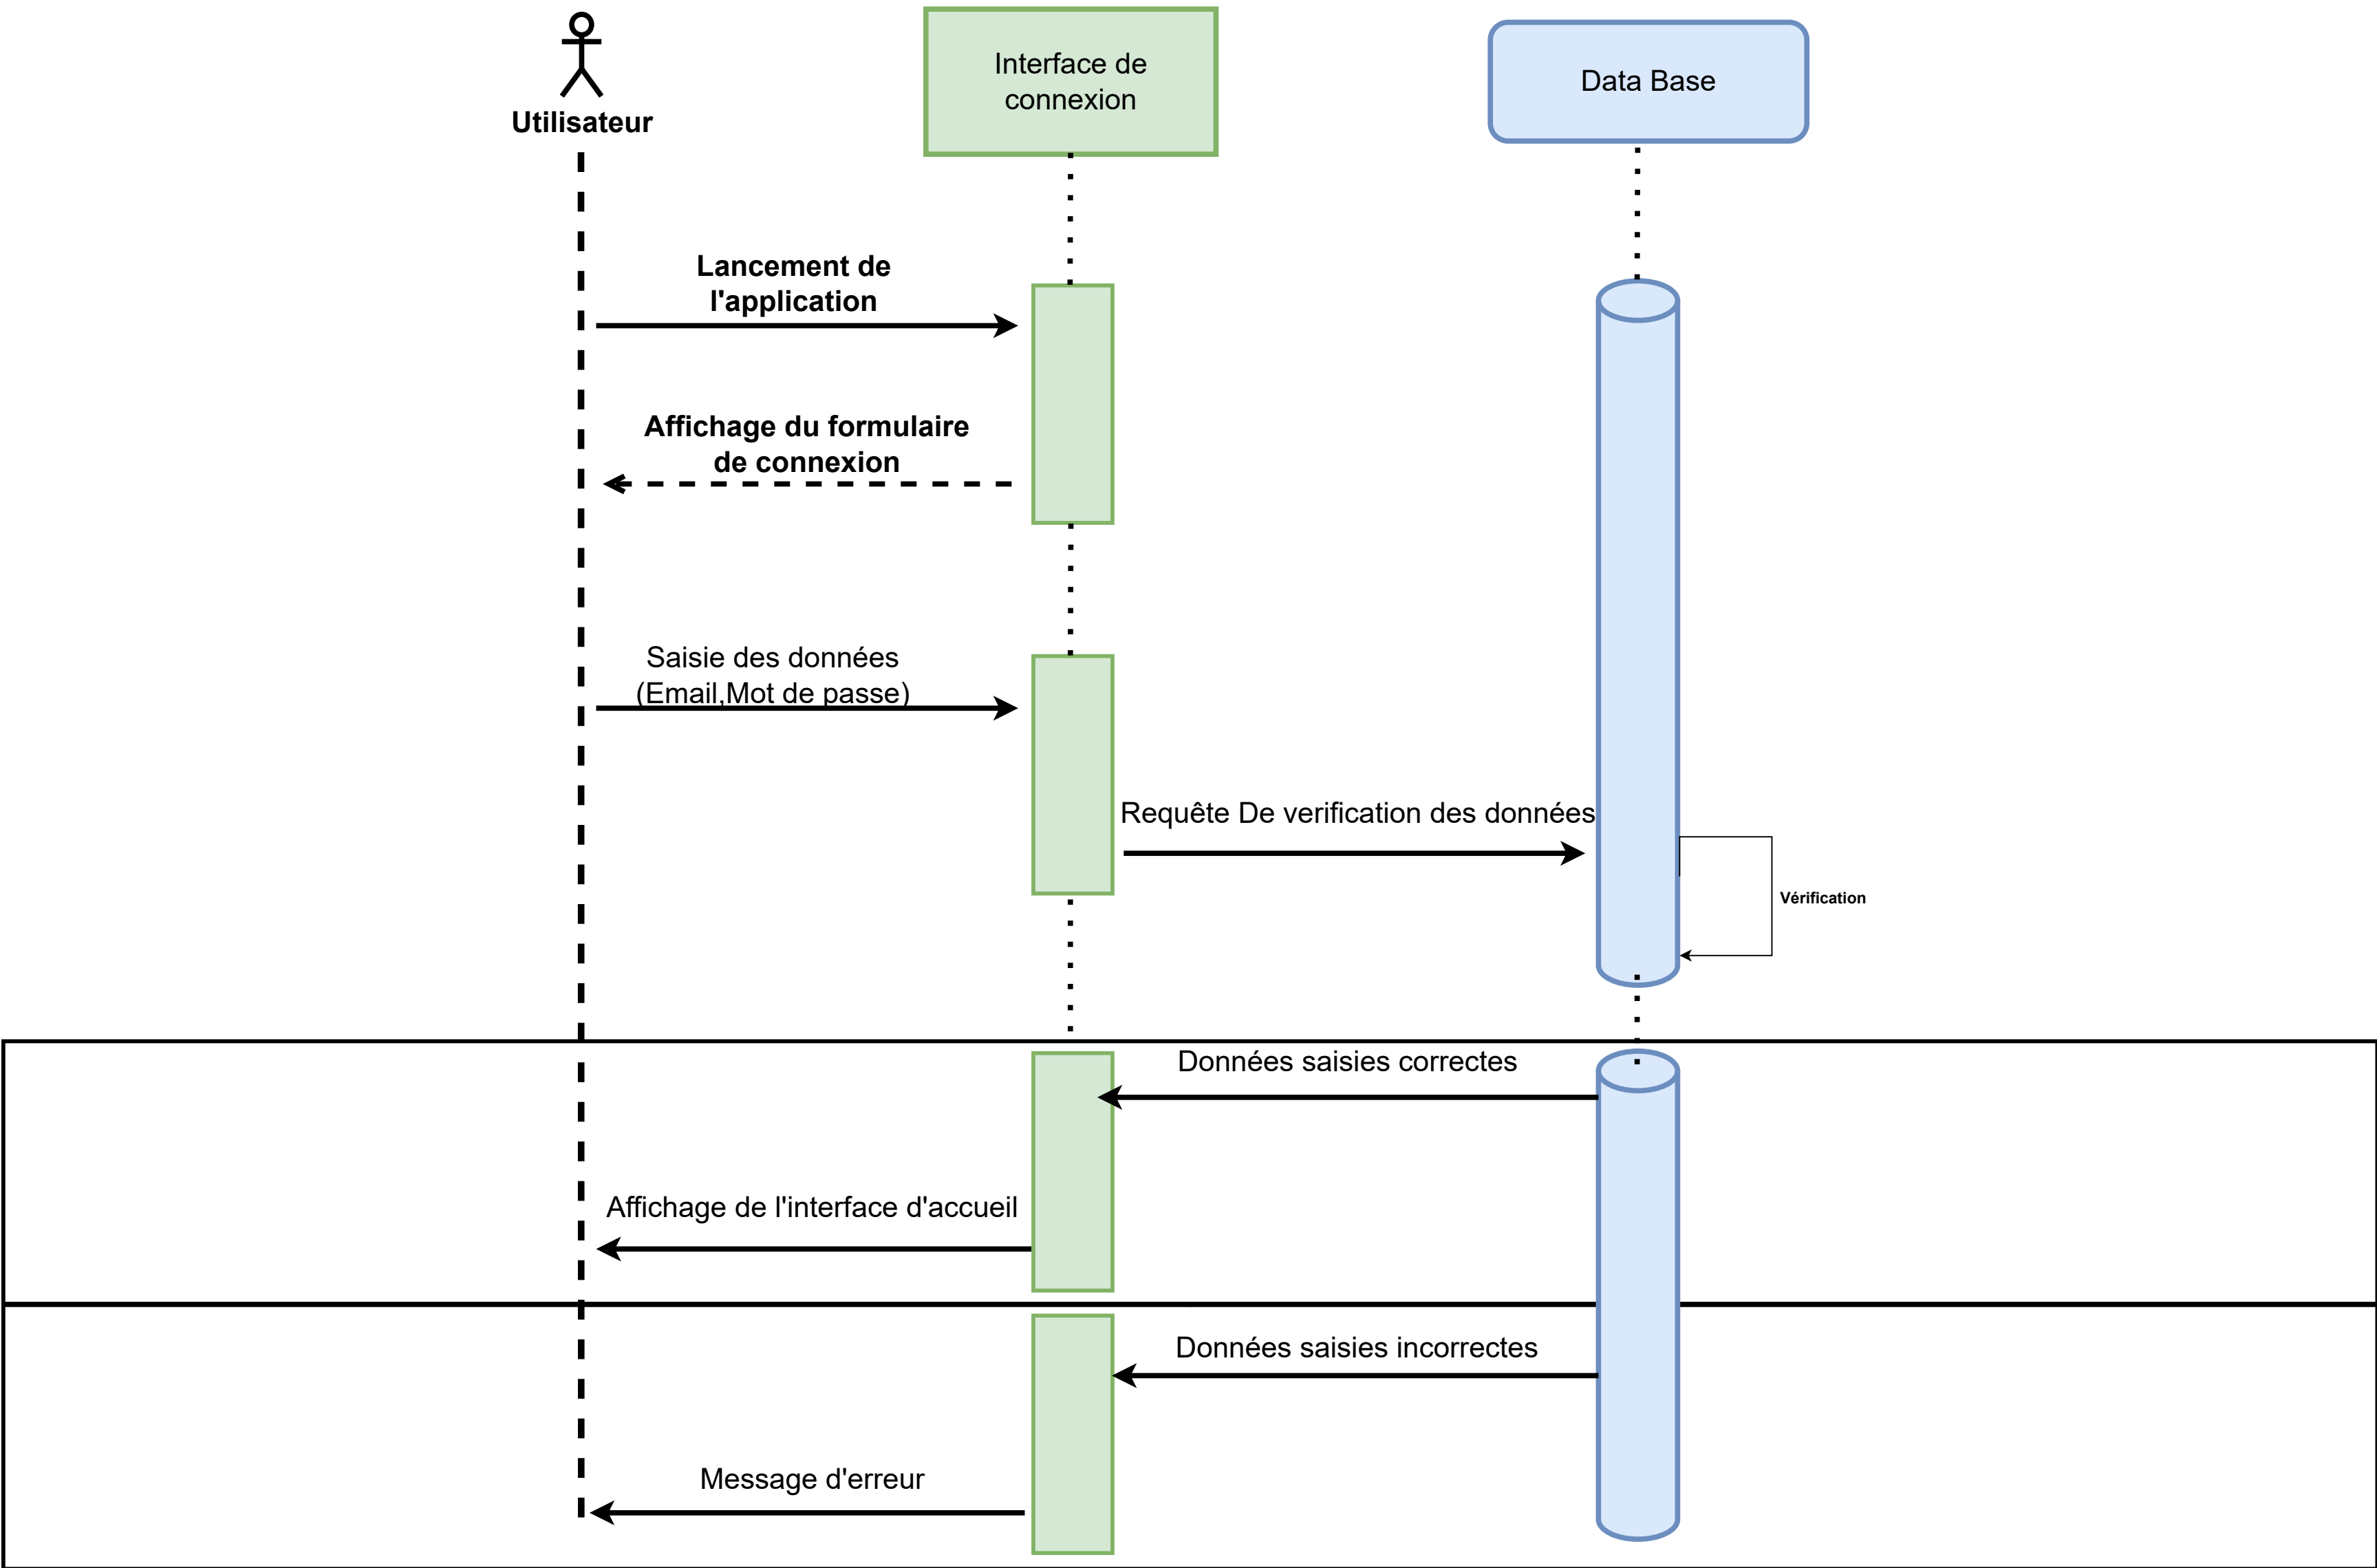 Utilisateur
Interface de
connexion
Data Base
Lancement de
l'application
Affichage du formulaire
de connexion
Saisie des données
(Email,Mot de passe)
Requête De verification des données
Vérification
Données saisies correctes
Affichage de l'interface d'accueil
Données saisies incorrectes
Message d'erreur